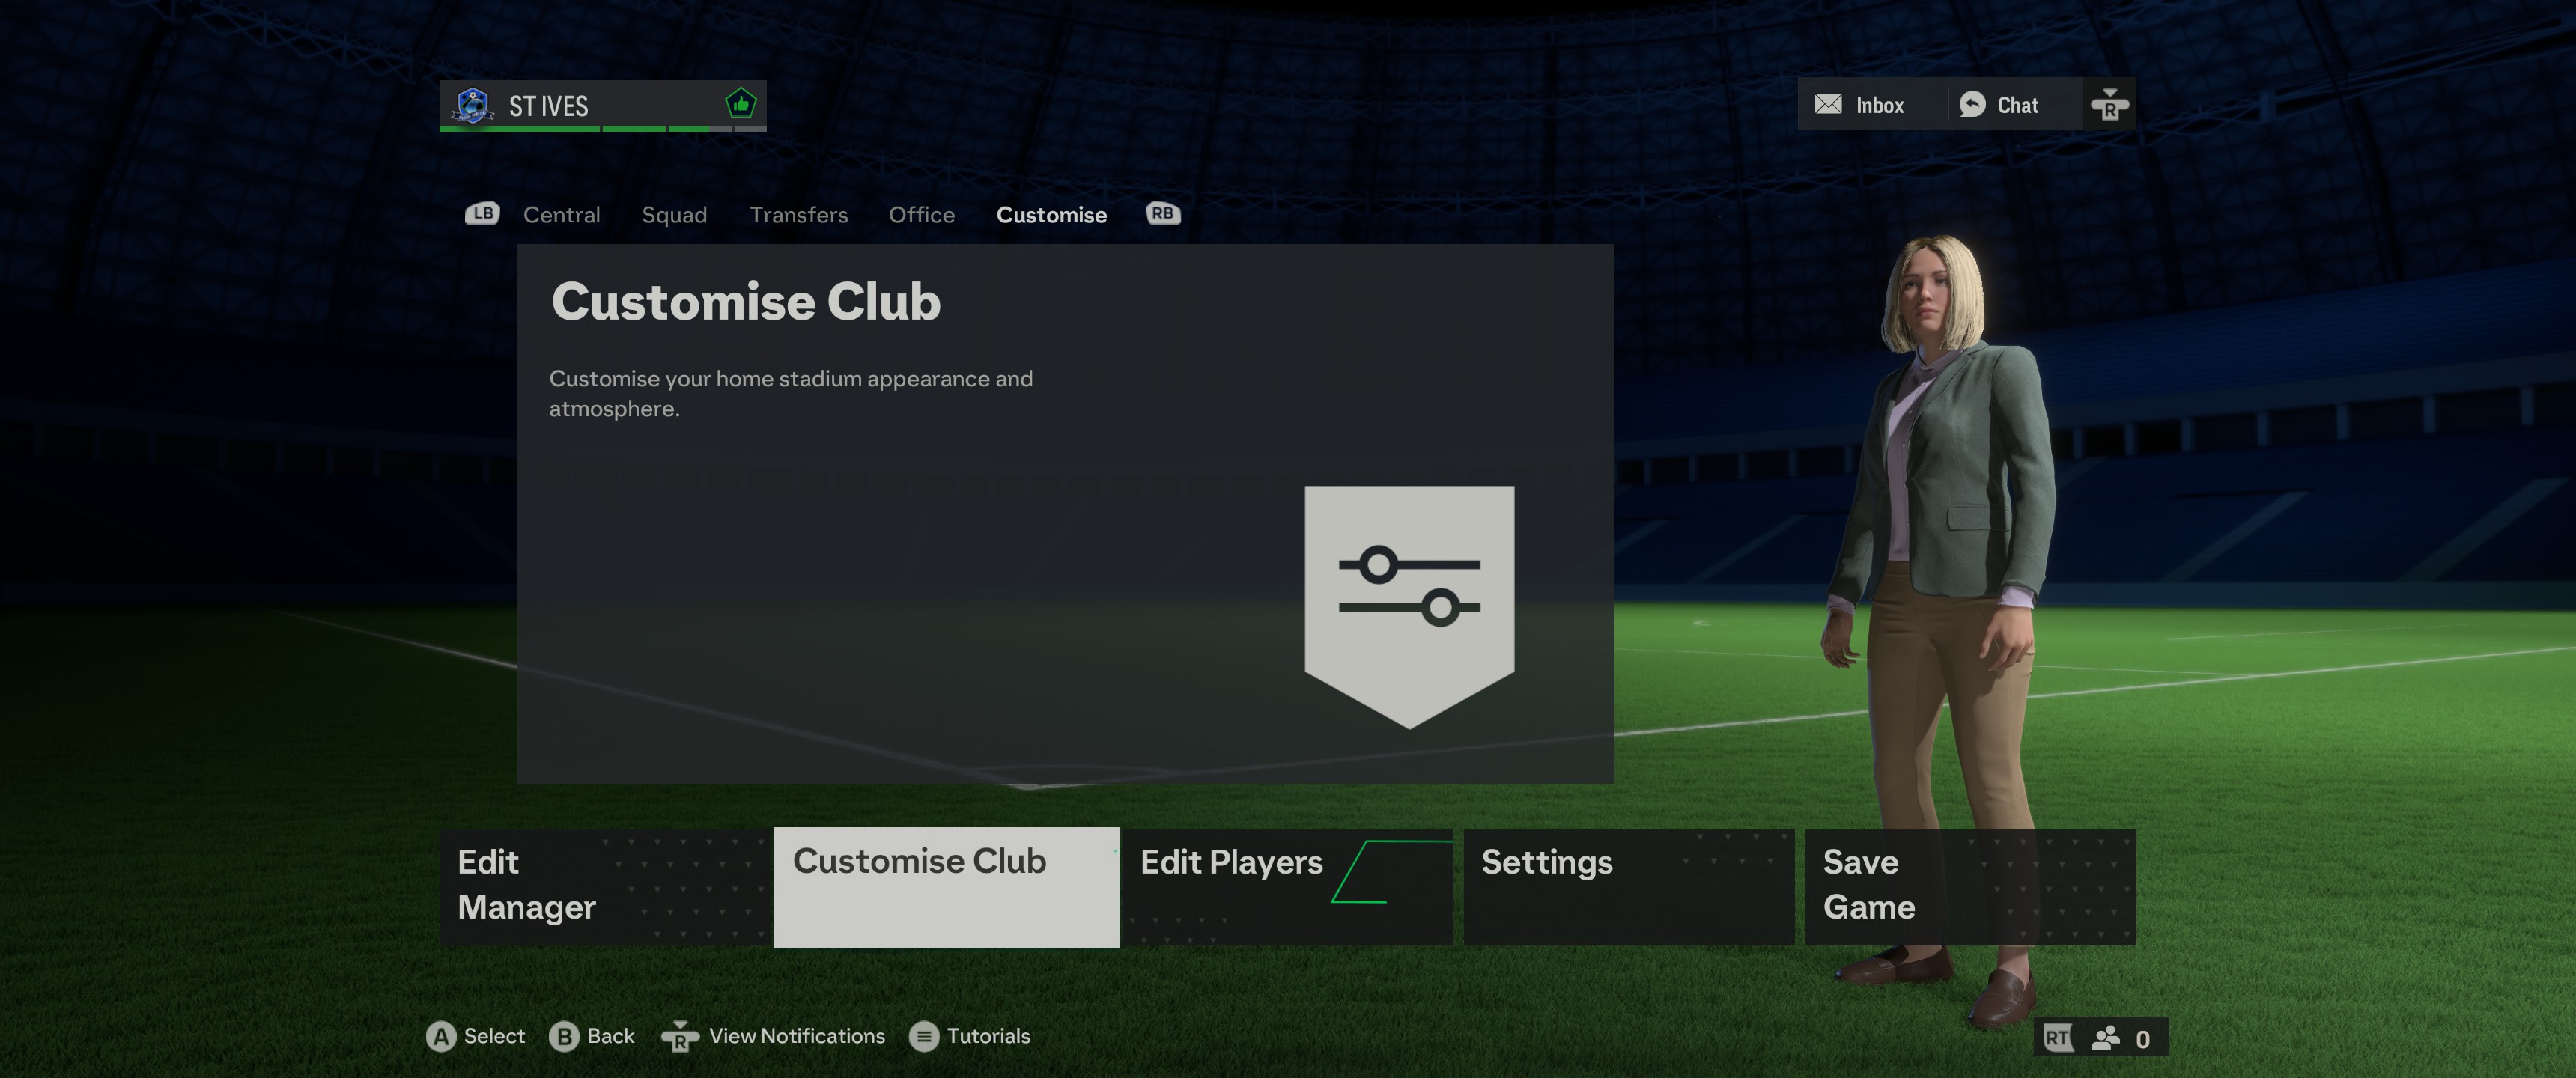 ST IVES
Inbox
Chat
R
LB
Central
Squad
Transfers
Office
Customise
RB
Customise Club
Customise your home stadium appearance and
atmosphere.
Edit
Manager
Customise Club
Edit Players
Settings
Save
Game
A Select
B Back
R View Notifications
Tutorials
RT
0